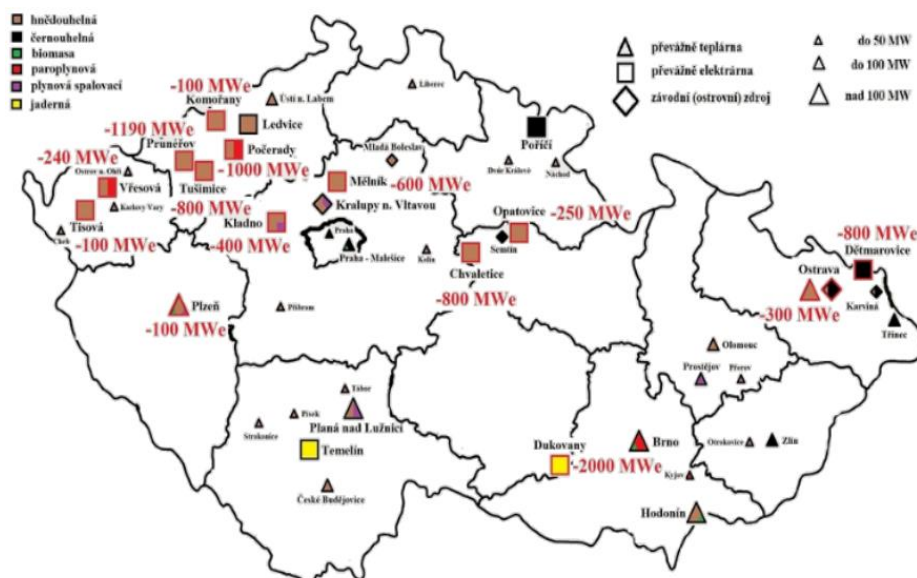 hnědouhelná
černouhelná
biomasa
paroplynová
plynová spalovací
jaderná
převážně teplárna
převážně elektrárna
závodní (ostrovní) zdroj
do 50 MW
do 100 MW
nad 100 MW
-100 MWe
Komořany
Ústí n. Labem
Liberec
Ledvice
-1190 MWe
Prunéřov
Počerady
Poříčí
-240 MWe
Ostrov n. Ohří
Tušimice
-1000 MWe
Mladá Boleslav
Dvůr Králové
Náchod
Vřesová
Mělník
-600 MWe
Karlovy Vary
-800 MWe
Kralupy n. Vltavou
Opatovice
-250 MWe
Tisová
Kladno
Cheb
-100 MWe
-400 MWe
Praha
Praha - Malešice
Kolín
Semtín
-800 MWe
Dětmarovice
Chvaletice
-800 MWe
Ostrava
Karviná
-300 MWe
Třinec
Plzeň
-100 MWe
Příbram
Olomouc
Prostějov
Přerov
Tábor
Písek
Strakonice
Planá nad Lužnicí
Temelín
Dukovany
-2000 MWe
Brno
Otrokovice
Zlín
Kyjov
České Budějovice
Hodonín